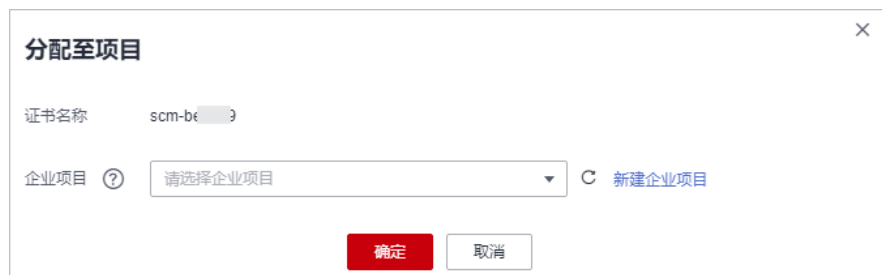 分配至项目
证书名称 scm-be 9
企业项目 ? 请选择企业项目 新建企业项目
确定 取消